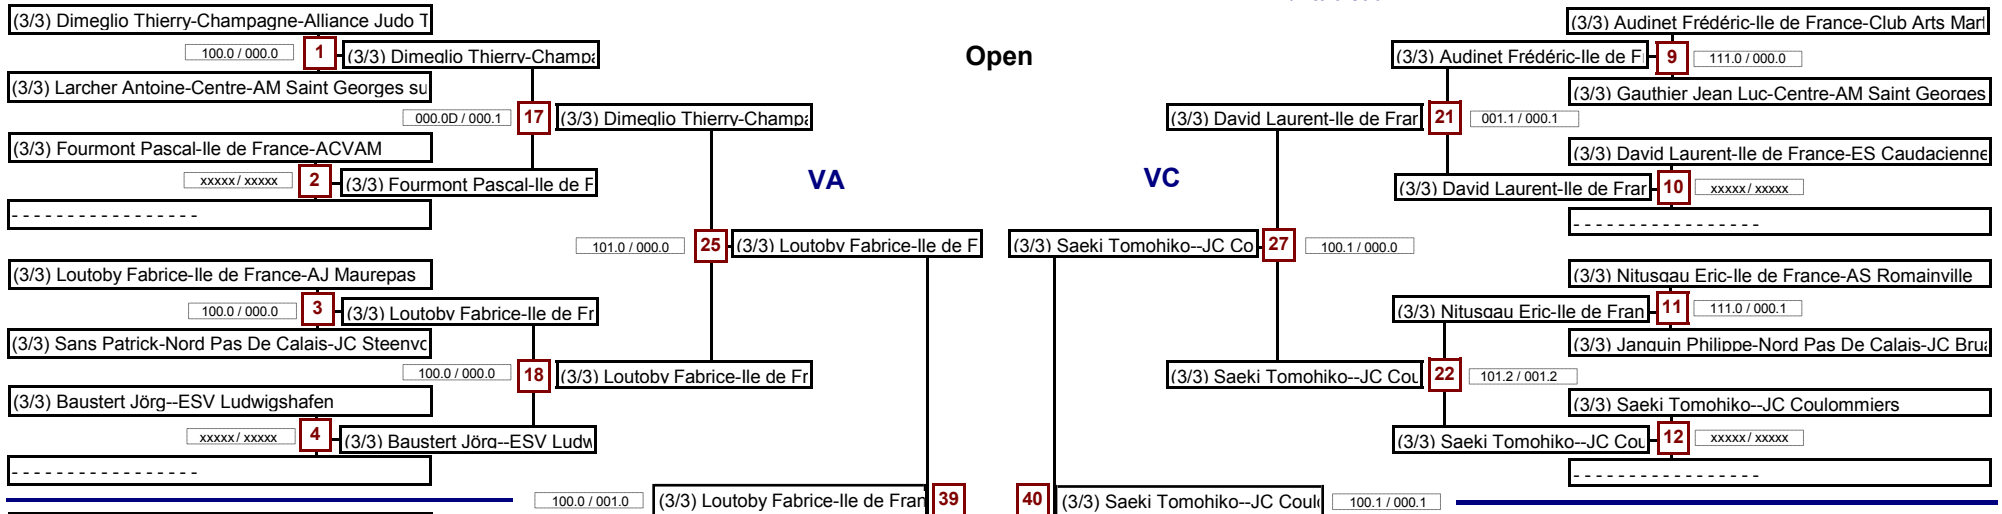 Open
(3/3) Dimeglio Thierry-Champagne-Alliance Judo T
100.0 / 000.0
1
(3/3) Dimeglio Thierry-Champa
(3/3) Larcher Antoine-Centre-AM Saint Georges su
000.0D / 000.1
17
(3/3) Dimeglio Thierry-Champa
(3/3) Fourmont Pascal-Ile de France-ACVAM
xxxxx / xxxxx
2
(3/3) Fourmont Pascal-Ile de F
- - - - - - - - - - - - - - - - -
VA
101.0 / 000.0
25
(3/3) Loutoby Fabrice-Ile de F
(3/3) Loutoby Fabrice-Ile de France-AJ Maurepas
100.0 / 000.0
3
(3/3) Loutoby Fabrice-Ile de Fr
(3/3) Sans Patrick-Nord Pas De Calais-JC Steenvo
100.0 / 000.0
18
(3/3) Loutoby Fabrice-Ile de Fr
(3/3) Baustert Jörg--ESV Ludwigshafen
xxxxx / xxxxx
4
(3/3) Baustert Jörg--ESV Ludw
- - - - - - - - - - - - - - - - -
100.0 / 001.0
(3/3) Loutoby Fabrice-Ile de Fran
39
(3/3) Audinet Frédéric-Ile de France-Club Arts Mart
(3/3) Audinet Frédéric-Ile de F
9
111.0 / 000.0
(3/3) Gauthier Jean Luc-Centre-AM Saint Georges
(3/3) David Laurent-Ile de Fran
21
001.1 / 000.1
(3/3) David Laurent-Ile de France-ES Caudacienne
(3/3) David Laurent-Ile de Fran
10
xxxxx / xxxxx
- - - - - - - - - - - - - - - - -
VC
(3/3) Saeki Tomohiko--JC Co
27
100.1 / 000.0
(3/3) Nitusgau Eric-Ile de France-AS Romainville
(3/3) Nitusgau Eric-Ile de Fran
11
111.0 / 000.1
(3/3) Janquin Philippe-Nord Pas De Calais-JC Brua
(3/3) Saeki Tomohiko--JC Cou
22
101.2 / 001.2
(3/3) Saeki Tomohiko--JC Coulommiers
(3/3) Saeki Tomohiko--JC Cou
12
xxxxx / xxxxx
- - - - - - - - - - - - - - - - -
40
(3/3) Saeki Tomohiko--JC Coulo
100.1 / 000.1